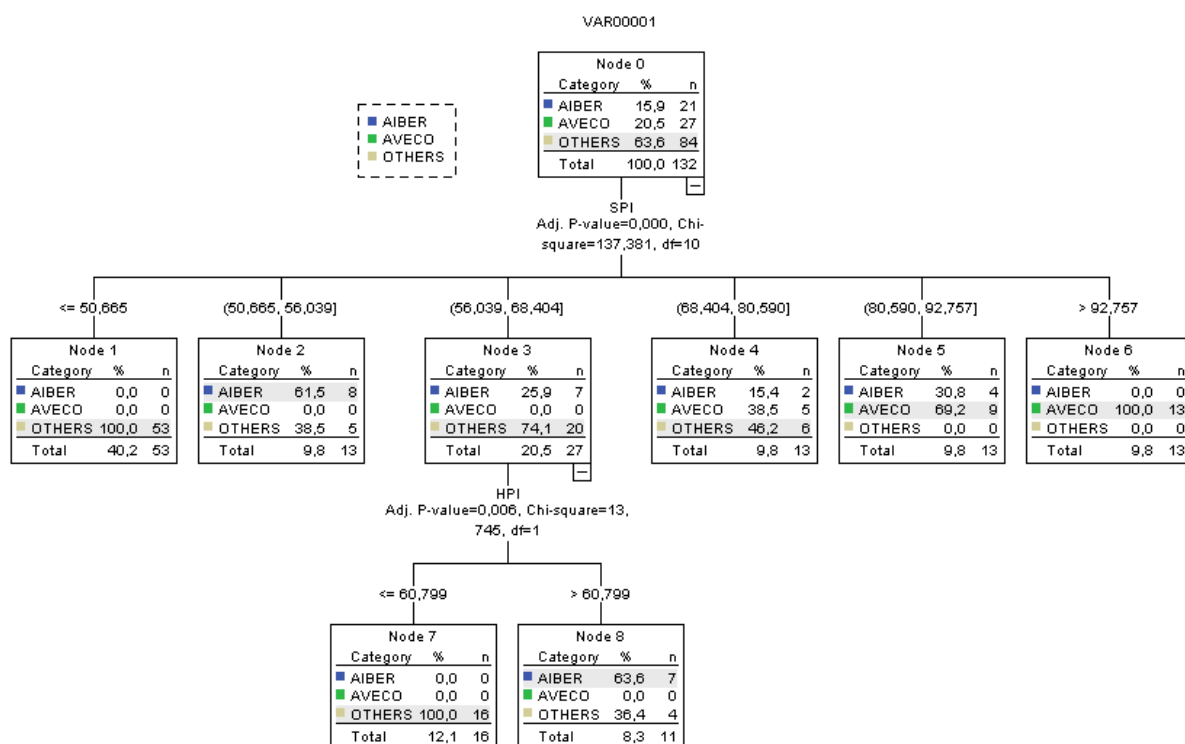 VAR00001
Node 0
Category % n
AIBER 15,9 21
AVECO 20,5 27
OTHERS 63,6 84
Total 100,0 132
AIBER
AVECO
OTHERS
SPI
Adj. P-value=0,000, Chi-
square=137,381, df=10
<= 50,665
(50,665, 56,039]
(56,039, 68,404]
(68,404, 80,590]
(80,590, 92,757]
> 92,757
Node 1
Category % n
AIBER 0,0 0
AVECO 0,0 0
OTHERS 100,0 53
Total 40,2 53
Node 2
Category % n
AIBER 61,5 8
AVECO 0,0 0
OTHERS 38,5 5
Total 9,8 13
Node 3
Category % n
AIBER 25,9 7
AVECO 0,0 0
OTHERS 74,1 20
Total 20,5 27
Node 4
Category % n
AIBER 15,4 2
AVECO 38,5 5
OTHERS 46,2 6
Total 9,8 13
Node 5
Category % n
AIBER 30,8 4
AVECO 69,2 9
OTHERS 0,0 0
Total 9,8 13
Node 6
Category % n
AIBER 0,0 0
AVECO 100,0 13
OTHERS 0,0 0
Total 9,8 13
HPI
Adj. P-value=0,006, Chi-square=13,
745, df=1
<= 60,799
> 60,799
Node 7
Category % n
AIBER 0,0 0
AVECO 0,0 0
OTHERS 100,0 16
Total 12,1 16
Node 8
Category % n
AIBER 63,6 7
AVECO 0,0 0
OTHERS 36,4 4
Total 8,3 11